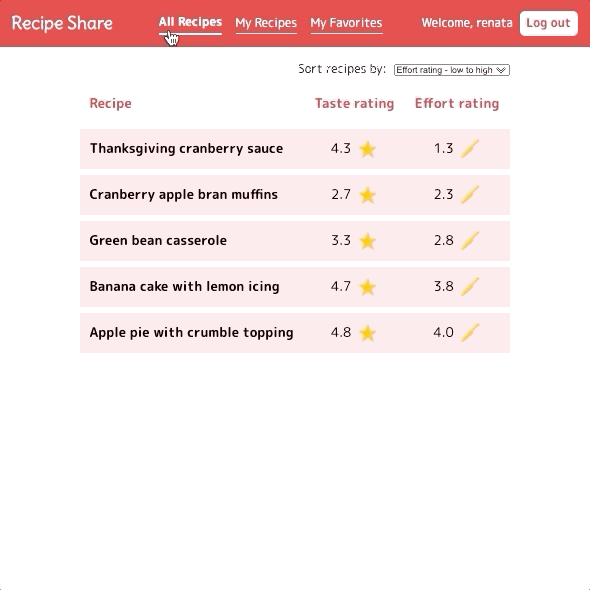 Recipe Share All Recipes My Recipes My Favorites Welcome, renata Log out
Sort recipes by: Effort rating - low to high
Recipe Taste rating Effort rating
Thanksgiving cranberry sauce 4.3 1.3
Cranberry apple bran muffins 2.7 2.3
Green bean casserole 3.3 2.8
Banana cake with lemon icing 4.7 3.8
Apple pie with crumble topping 4.8 4.0